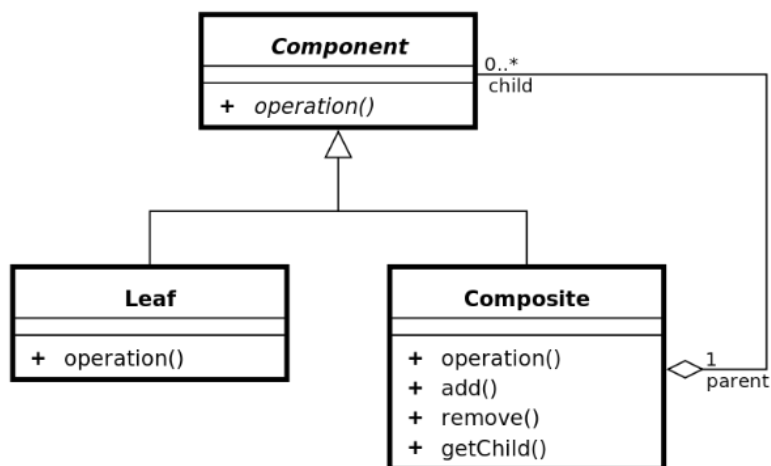 Component
0..*
child
+ operation()
Leaf
+ operation()
Composite
+ operation()
+ add()
+ remove()
+ getChild()
1
parent